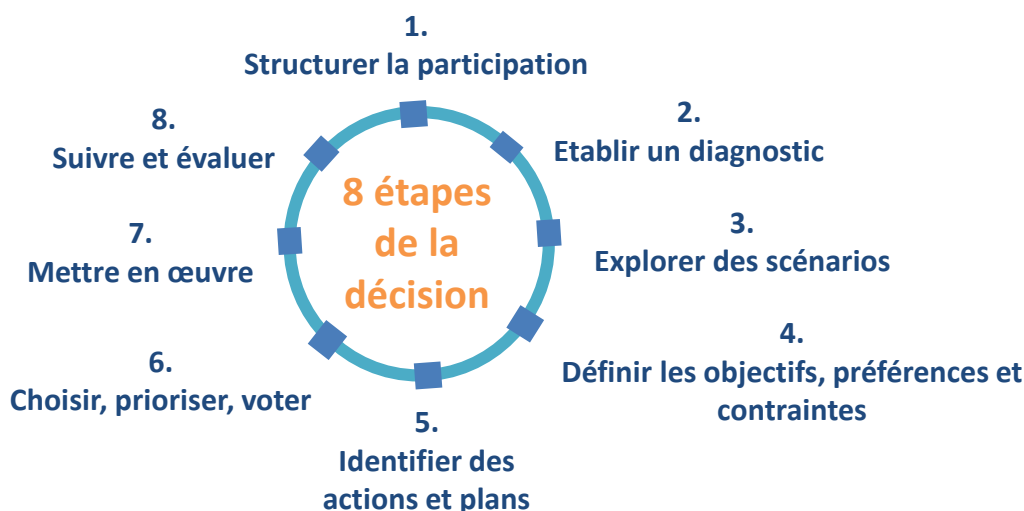 1.
Structurer la participation
2.
Etablir un diagnostic
3.
Explorer des scénarios
4.
Définir les objectifs, préférences et
contraintes
5.
Identifier des
actions et plans
6.
Choisir, prioriser, voter
7.
Mettre en œuvre
8.
Suivre et évaluer
8 étapes
de la
décision